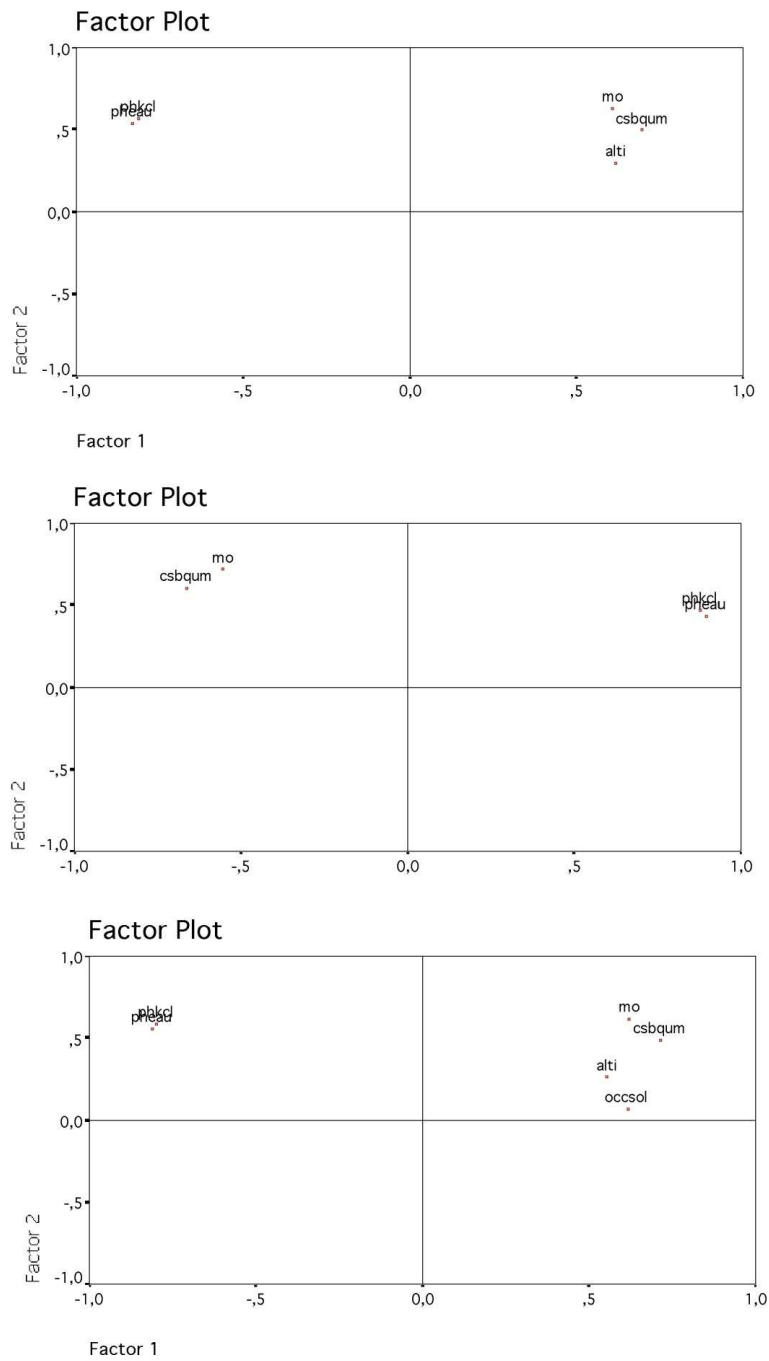 Factor Plot
1,0
phkcl
pheau
mo
csbqum
,5
alti
0,0
-,5
Factor 2
-1,0
-1,0 -,5 0,0 ,5 1,0
Factor 1
Factor Plot
1,0
mo
csbqum
phkcl
,5 pheau
0,0
-,5
Factor 2
-1,0
-1,0 -,5 0,0 ,5 1,0
Factor Plot
1,0
phkcl
pheau
mo
csbqum
,5
alti
occsol
0,0
-,5
Factor 2
-1,0
-1,0 -,5 0,0 ,5 1,0
Factor 1